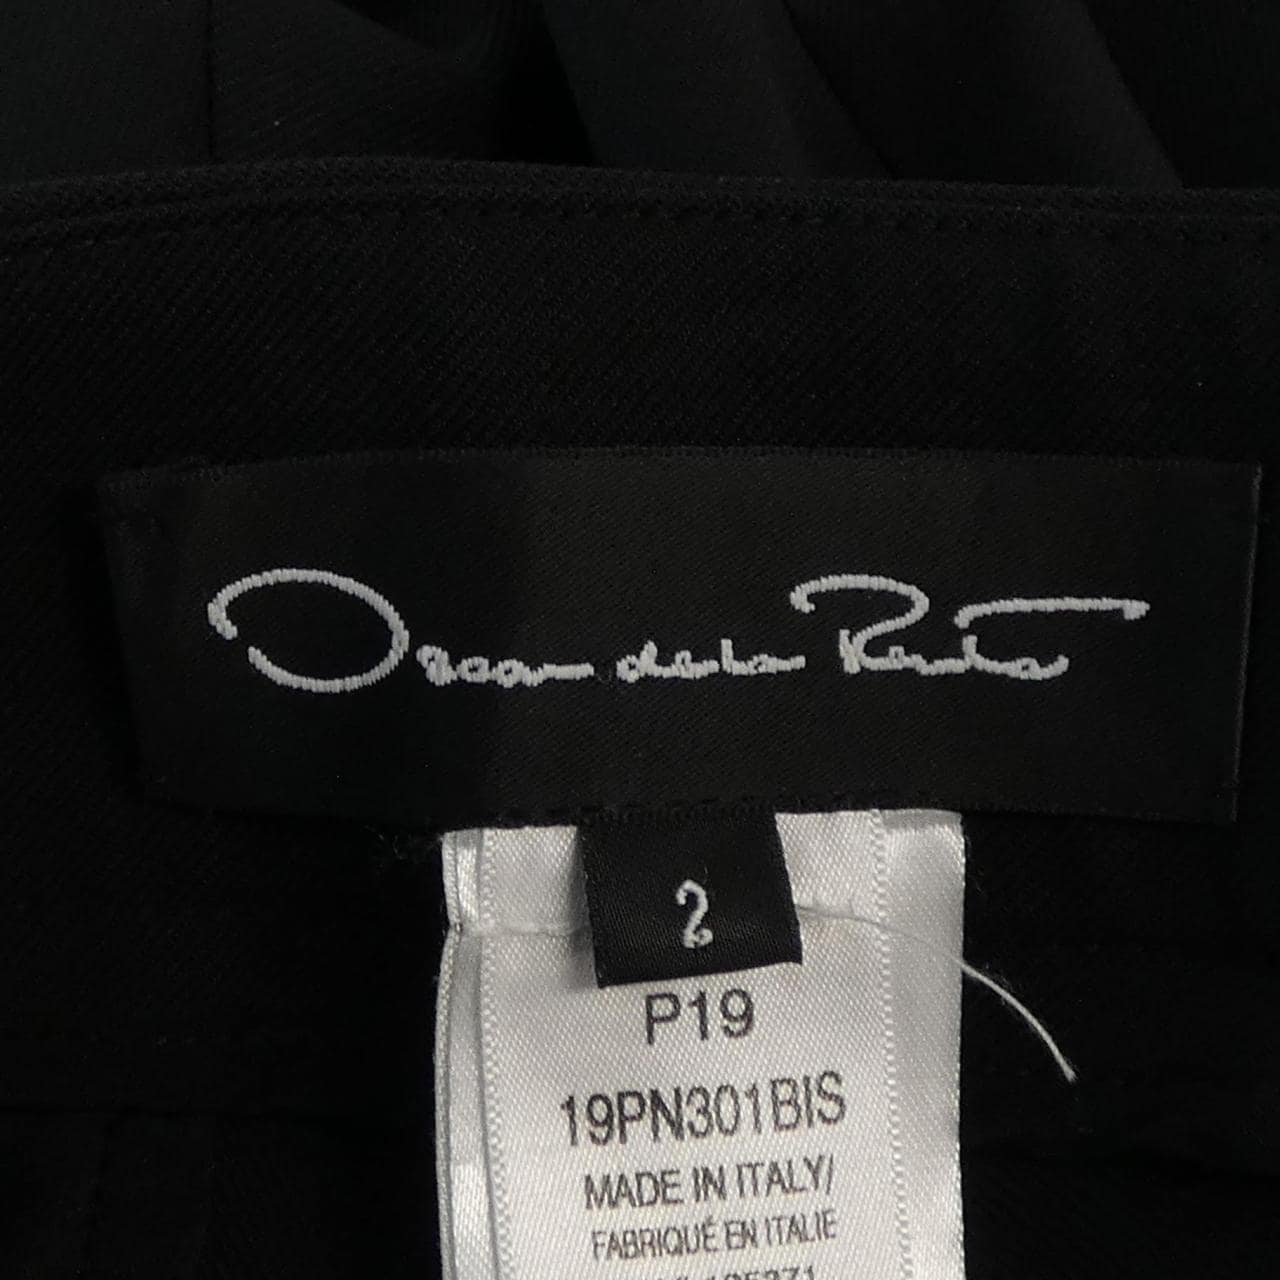 Oscar de la Renta
2
P19
19PN301BIS
MADE IN ITALY/
FABRIQUÉ EN ITALIE